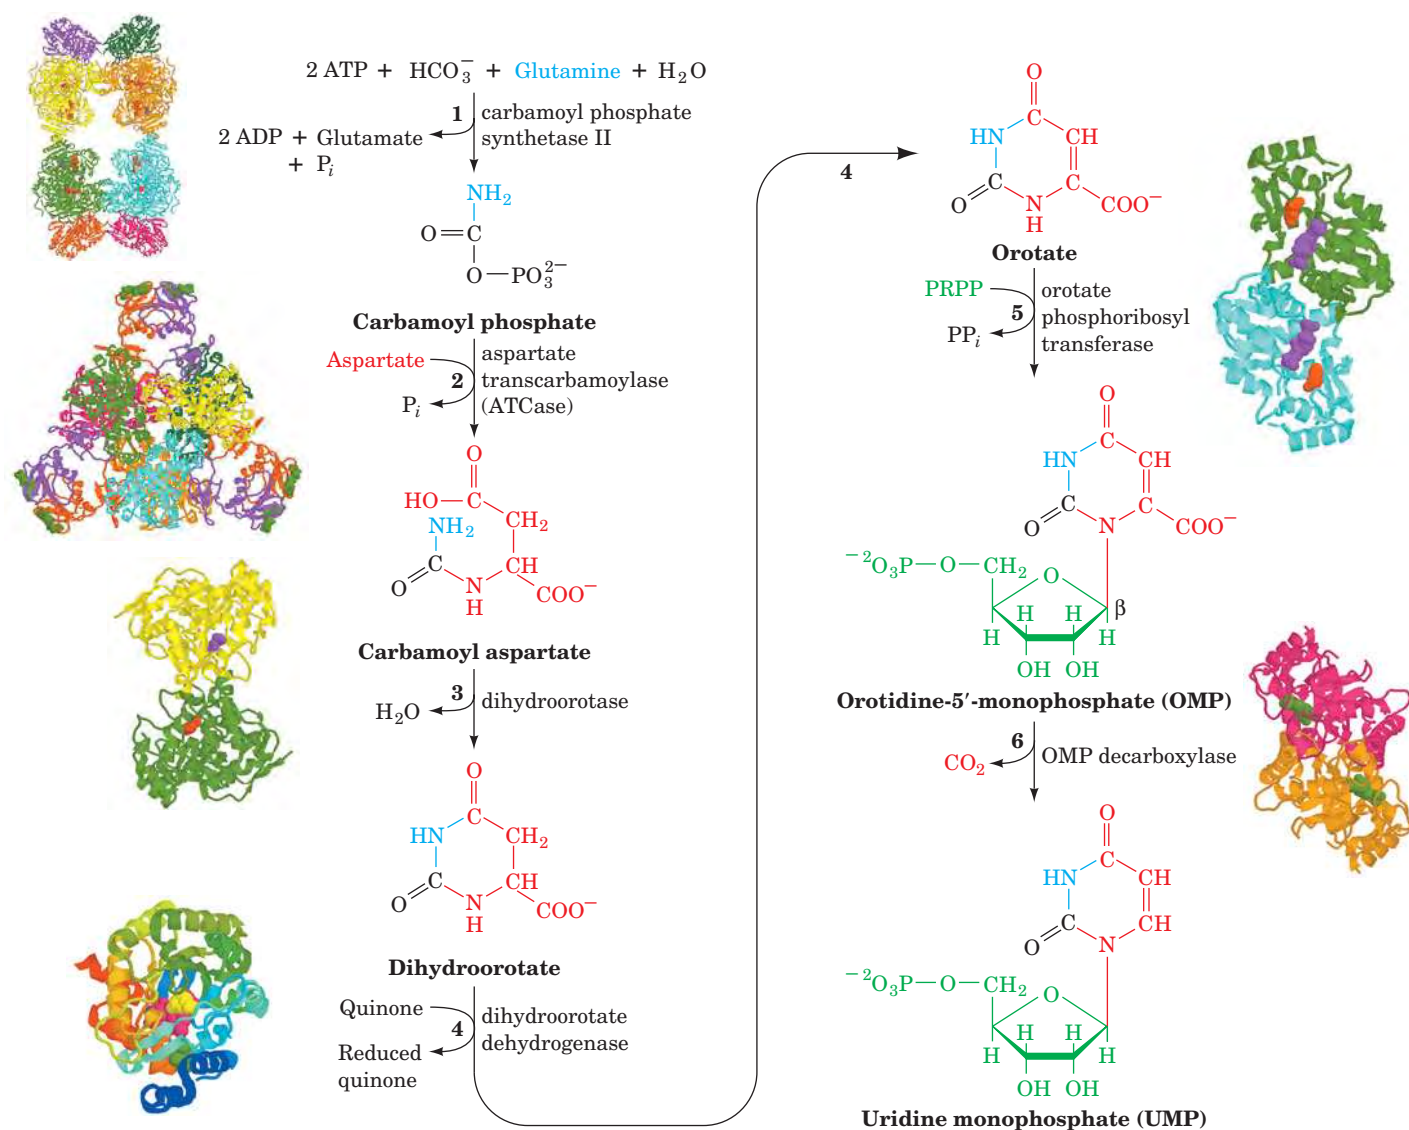 2 ATP + HCO₃⁻ + Glutamine + H₂O
1
carbamoyl phosphate
synthetase II
2 ADP + Glutamate
+ Pᵢ
NH₂
O=C
O—PO₃²⁻
Carbamoyl phosphate
Aspartate
2
aspartate
transcarbamoylase
(ATCase)
Pᵢ
O
HO—C
NH₂
CH₂
C
CH
O
N
H
COO⁻
Carbamoyl aspartate
3
dihydroorotase
H₂O
O
C
HN
CH₂
C
CH
O
N
H
COO⁻
Dihydroorotate
Quinone
4
dihydroorotate
dehydrogenase
Reduced
quinone
4
O
C
HN
CH
C
C
O
NH
H
COO⁻
Orotate
PRPP
5
orotate
phosphoribosyl
transferase
PPᵢ
O
C
HN
CH
C
C
O
N
COO⁻
⁻²O₃P—O—CH₂
O
H
H
H
H
β
OH OH
Orotidine-5′-monophosphate (OMP)
6
OMP decarboxylase
CO₂
O
C
HN
CH
C
CH
O
N
⁻²O₃P—O—CH₂
O
H
H
H
H
OH OH
Uridine monophosphate (UMP)